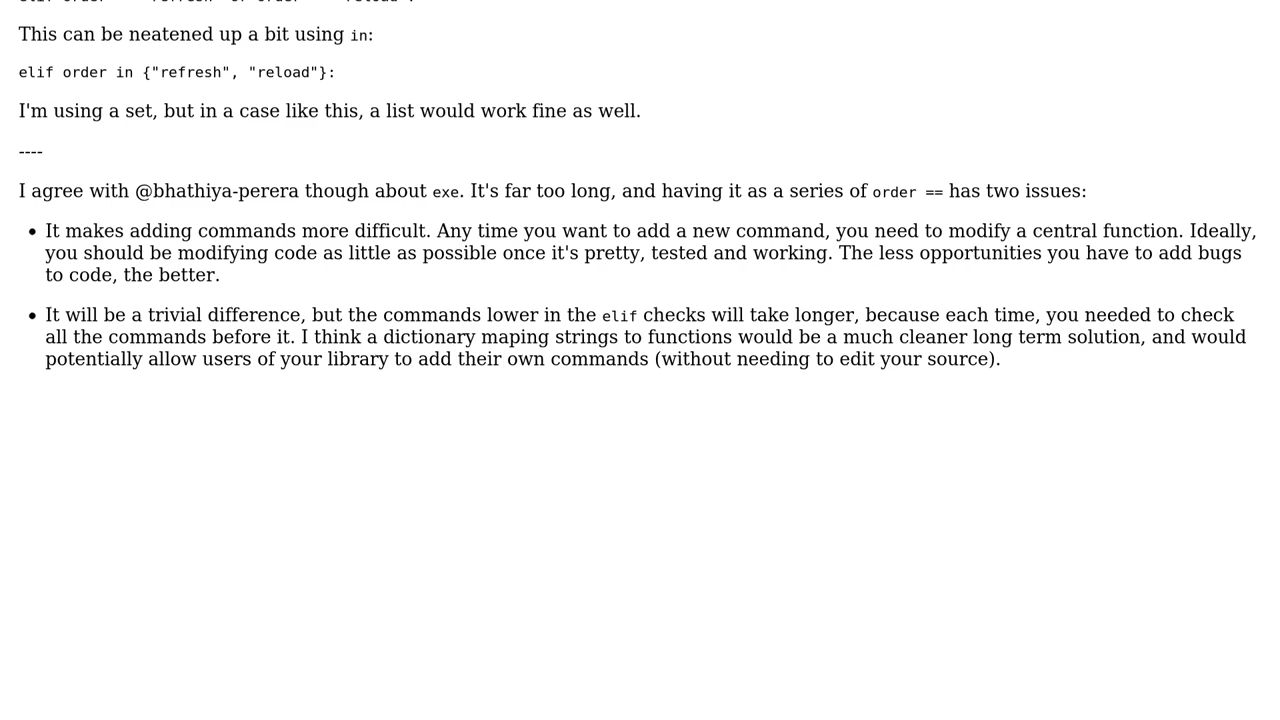 This can be neatened up a bit using in:
elif order in {"refresh", "reload"}:
I'm using a set, but in a case like this, a list would work fine as well.
----
I agree with @bhathiya-perera though about exe. It's far too long, and having it as a series of order == has two issues:
• It makes adding commands more difficult. Any time you want to add a new command, you need to modify a central function. Ideally,
you should be modifying code as little as possible once it's pretty, tested and working. The less opportunities you have to add bugs
to code, the better.
• It will be a trivial difference, but the commands lower in the elif checks will take longer, because each time, you needed to check
all the commands before it. I think a dictionary maping strings to functions would be a much cleaner long term solution, and would
potentially allow users of your library to add their own commands (without needing to edit your source).